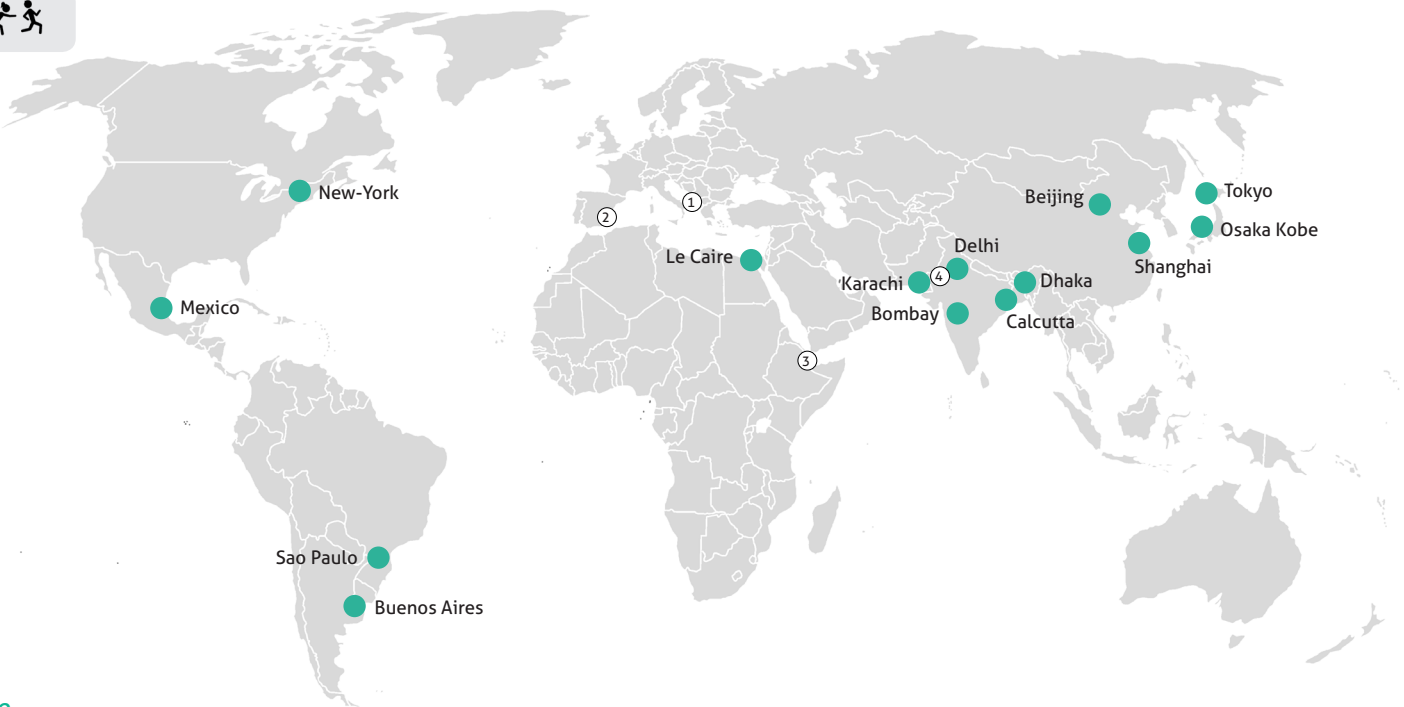 New-York
Tokyo
Beijing
1
2
Osaka Kobe
Delhi
Le Caire
Shanghai
4
Karachi
Dhaka
Mexico
Bombay
Calcutta
3
Sao Paulo
Buenos Aires